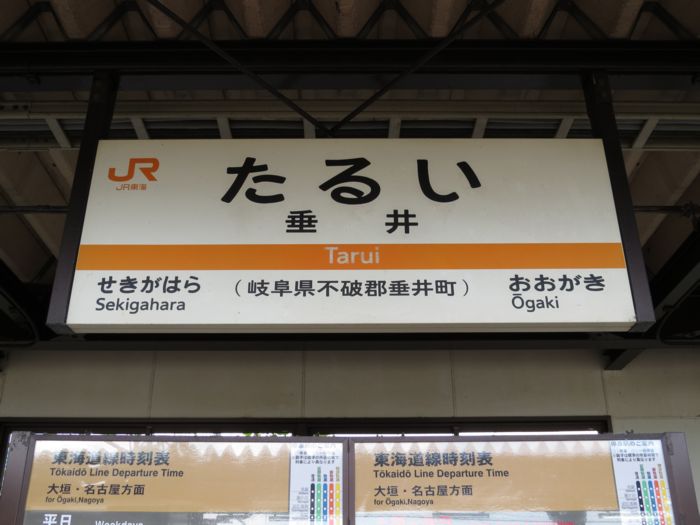 JR
JR東海
たるい
垂井
Tarui
せきがはら
Sekigahara
（岐阜県不破郡垂井町）
おおがき
Ōgaki
東海道線時刻表
Tōkaidō Line Departure Time
大垣・名古屋方面
for Ōgaki,Nagoya
平日
Weekdays
東海道線時刻表
Tōkaidō Line Departure Time
大垣・名古屋方面
for Ōgaki,Nagoya